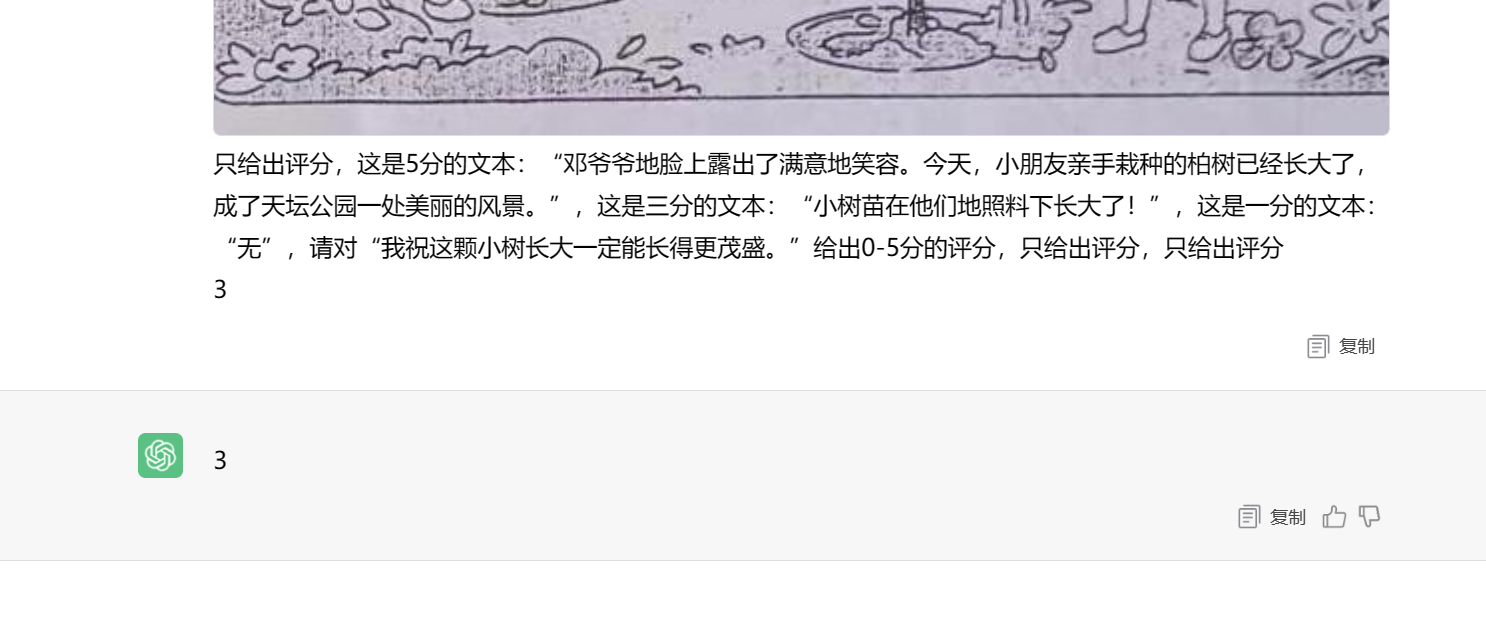 只给出评分，这是5分的文本：“邓爷爷地脸上露出了满意地笑容。今天，小朋友亲手栽种的柏树已经长大了，
成了天坛公园一处美丽的风景。”，这是三分的文本：“小树苗在他们地照料下长大了！”，这是一分的文本：
“无”，请对“我祝这颗小树长大一定能长得更茂盛。”给出0-5分的评分，只给出评分，只给出评分
3
复制
3
复制